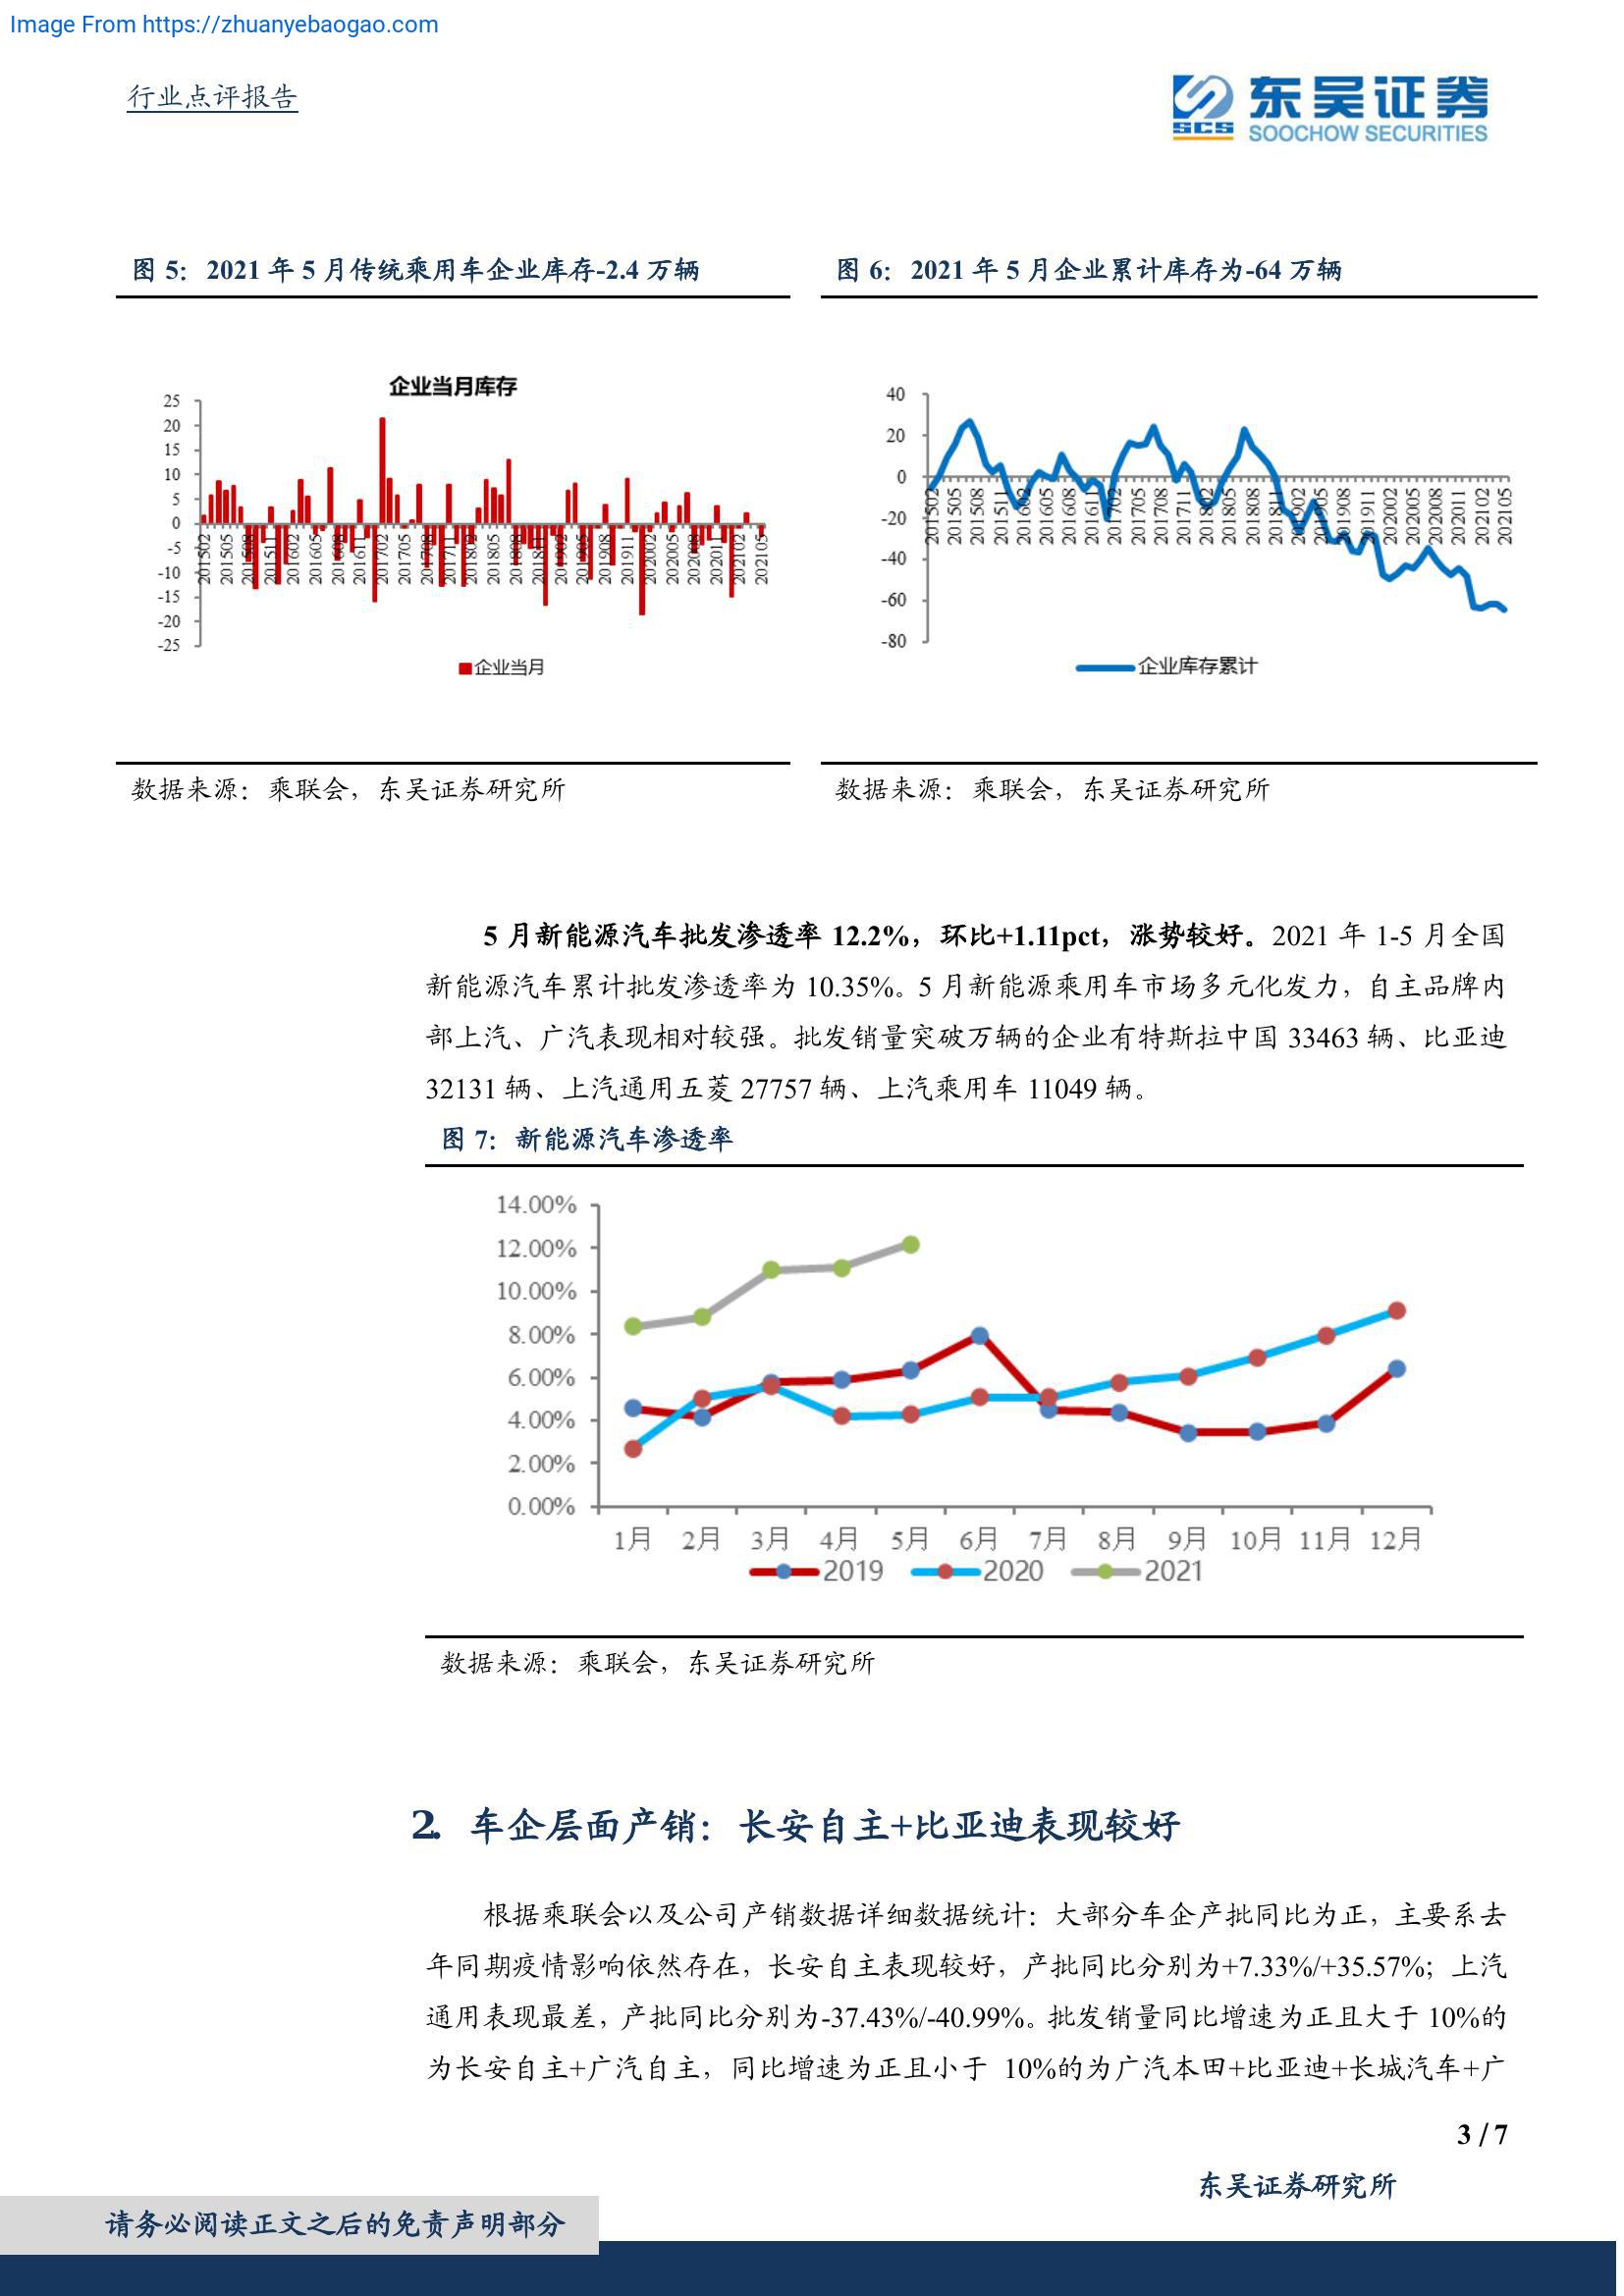 Image From https://zhuanyebaogao.com
行业点评报告
SCS
东吴证券
SOOCHOW SECURITIES
图 5：2021 年 5 月传统乘用车企业库存-2.4 万辆
图 6：2021 年 5 月企业累计库存为-64 万辆
企业当月库存
25
20
15
10
5
0
-5
-10
-15
-20
-25
201502 201505 201508 201511 201602 201605 201608 201611 201702 201705 201708 201711 201802 201805 201808 201811 201902 201905 201908 201911 202002 202005 202008 202011 202102 202105
企业当月
40
20
0
-20
-40
-60
-80
201502 201505 201508 201511 201602 201605 201608 201611 201702 201705 201708 201711 201802 201805 201808 201811 201902 201905 201908 201911 202002 202005 202008 202011 202102 202105
企业库存累计
数据来源：乘联会，东吴证券研究所
数据来源：乘联会，东吴证券研究所
5 月新能源汽车批发渗透率 12.2%，环比+1.11pct，涨势较好。2021 年 1-5 月全国
新能源汽车累计批发渗透率为 10.35%。5 月新能源乘用车市场多元化发力，自主品牌内
部上汽、广汽表现相对较强。批发销量突破万辆的企业有特斯拉中国 33463 辆、比亚迪
32131 辆、上汽通用五菱 27757 辆、上汽乘用车 11049 辆。
图 7：新能源汽车渗透率
14.00%
12.00%
10.00%
8.00%
6.00%
4.00%
2.00%
0.00%
1月 2月 3月 4月 5月 6月 7月 8月 9月 10月 11月 12月
2019 2020 2021
数据来源：乘联会，东吴证券研究所
2. 车企层面产销：长安自主+比亚迪表现较好
根据乘联会以及公司产销数据详细数据统计：大部分车企产批同比为正，主要系去
年同期疫情影响依然存在，长安自主表现较好，产批同比分别为+7.33%/+35.57%；上汽
通用表现最差，产批同比分别为-37.43%/-40.99%。批发销量同比增速为正且大于 10%的
为长安自主+广汽自主，同比增速为正且小于 10%的为广汽本田+比亚迪+长城汽车+广
3 / 7
东吴证券研究所
请务必阅读正文之后的免责声明部分